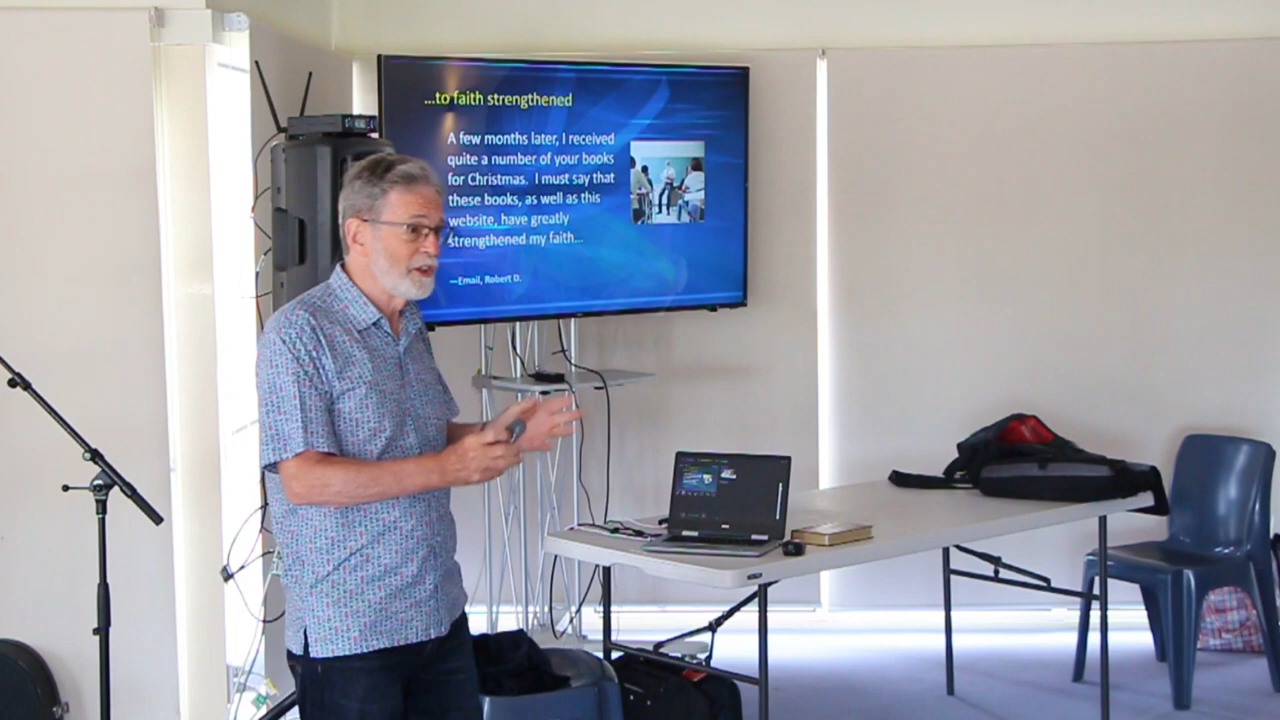 ...to faith strengthened
A few months later, I received
quite a number of your books
for Christmas. I must say that
these books, as well as this
website, have greatly
strengthened my faith...
—Email, Robert D.